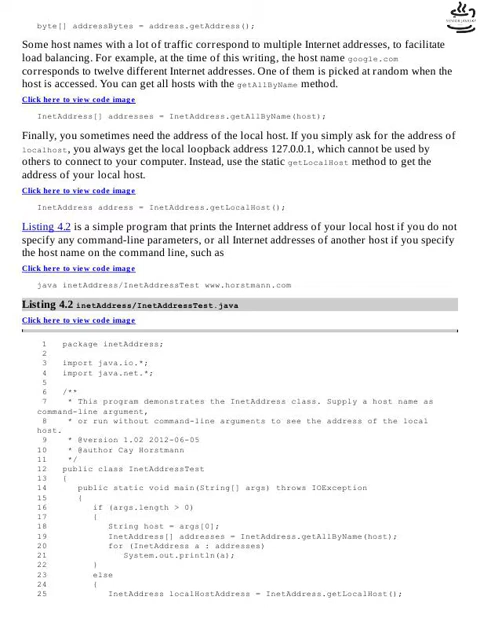 byte[] addressBytes = address.getAddress();
Some host names with a lot of traffic correspond to multiple Internet addresses, to facilitate
load balancing. For example, at the time of this writing, the host name google.com
corresponds to twelve different Internet addresses. One of them is picked at random when the
host is accessed. You can get all hosts with the getAllByName method.
Click here to view code image
InetAddress[] addresses = InetAddress.getAllByName(host);
Finally, you sometimes need the address of the local host. If you simply ask for the address of
localhost, you always get the local loopback address 127.0.0.1, which cannot be used by
others to connect to your computer. Instead, use the static getLocalHost method to get the
address of your local host.
Click here to view code image
InetAddress address = InetAddress.getLocalHost();
Listing 4.2 is a simple program that prints the Internet address of your local host if you do not
specify any command-line parameters, or all Internet addresses of another host if you specify
the host name on the command line, such as
Click here to view code image
java inetAddress/InetAddressTest www.horstmann.com
Listing 4.2 inetAddress/InetAddressTest.java
Click here to view code image
1 package inetAddress;
2
3 import java.io.*;
4 import java.net.*;
5
6 /**
7 * This program demonstrates the InetAddress class. Supply a host name as
command-line argument,
8 * or run without command-line arguments to see the address of the local
host.
9 * @version 1.02 2012-06-05
10 * @author Cay Horstmann
11 */
12 public class InetAddressTest
13 {
14 public static void main(String[] args) throws IOException
15 {
16 if (args.length > 0)
17 {
18 String host = args[0];
19 InetAddress[] addresses = InetAddress.getAllByName(host);
20 for (InetAddress a : addresses)
21 System.out.println(a);
22 }
23 else
24 {
25 InetAddress localHostAddress = InetAddress.getLocalHost();